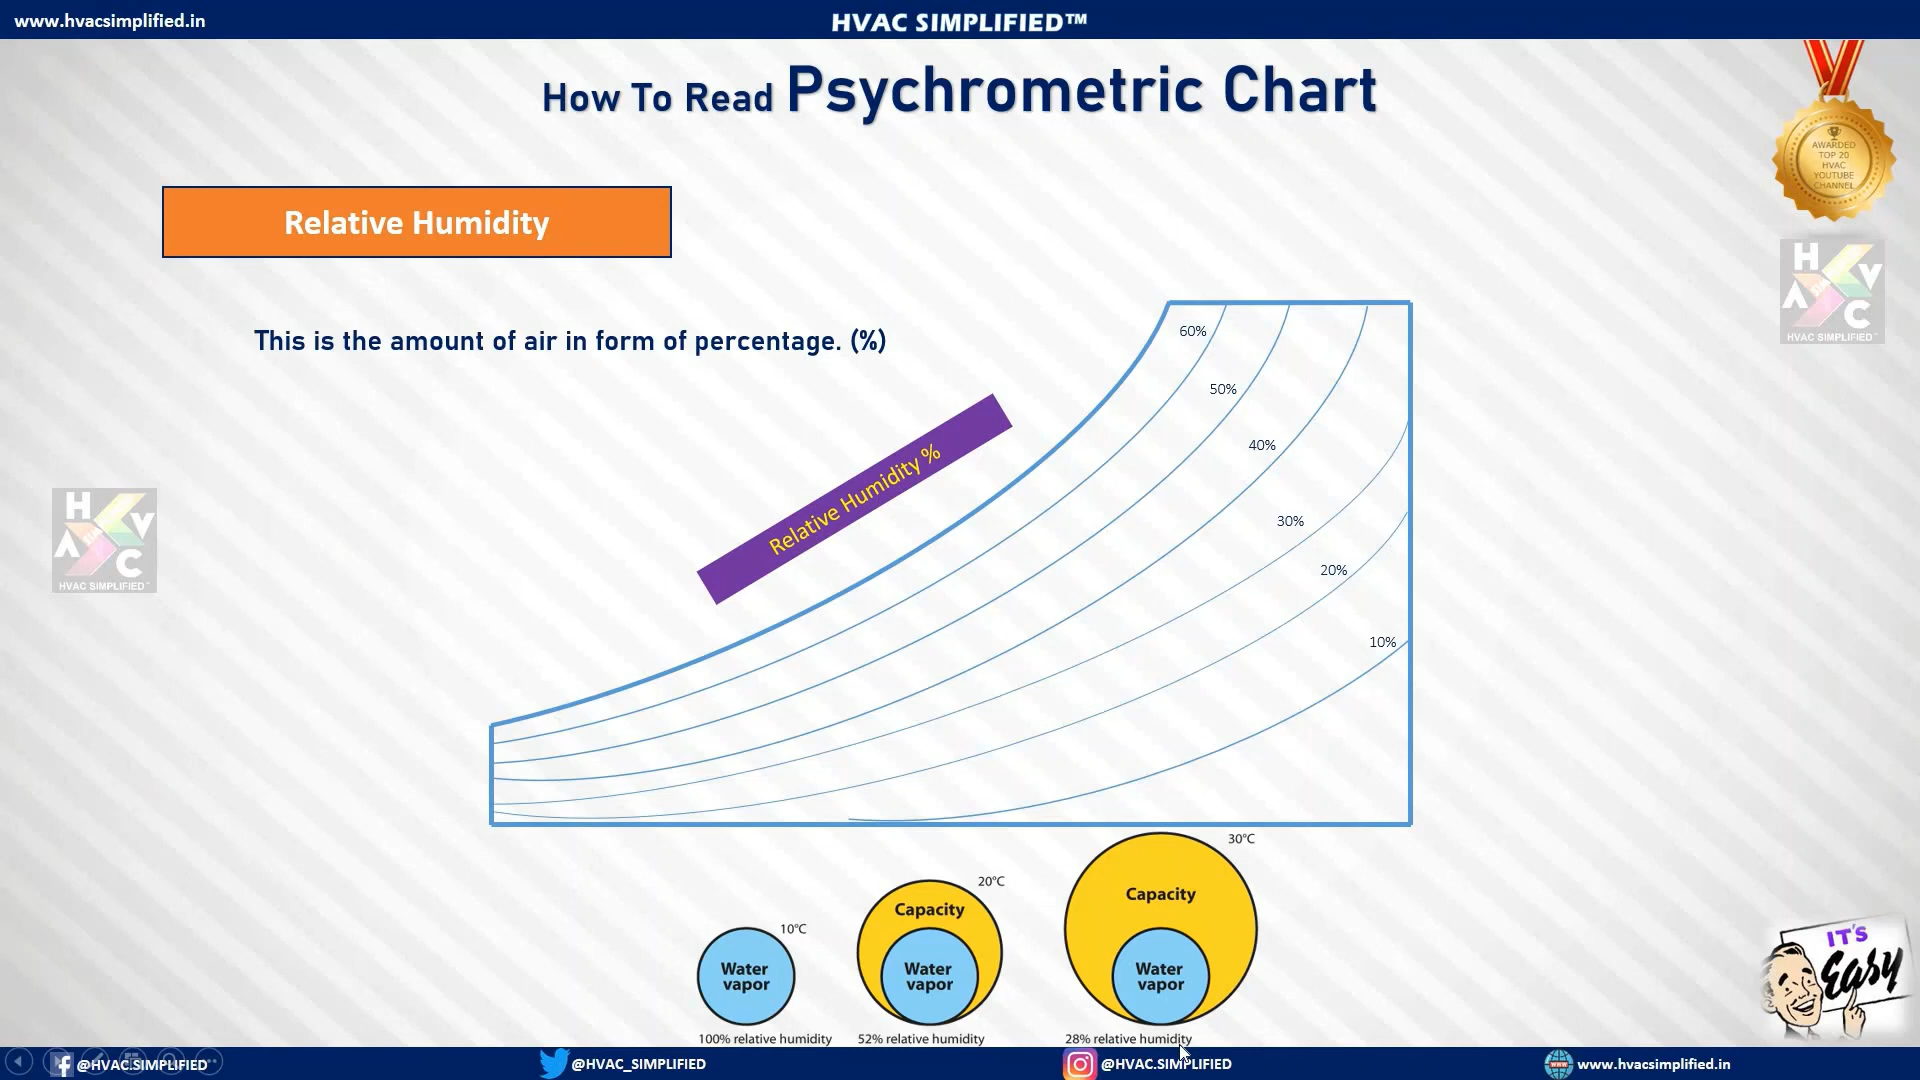 www.hvacsimplified.in
HVAC SIMPLIFIED™
How To Read Psychrometric Chart
AWARDED
TOP 20
HVAC
YOUTUBE
CHANNEL
Relative Humidity
H V
A C
HVAC SIMPLIFIED™
This is the amount of air in form of percentage. (%)
60%
50%
40%
30%
20%
10%
Relative Humidity %
H V
A C
HVAC SIMPLIFIED™
10°C
Water
vapor
100% relative humidity
20°C
Capacity
Water
vapor
52% relative humidity
30°C
Capacity
Water
vapor
28% relative humidity
IT'S
Easy
@HVAC.SIMPLIFIED
@HVAC_SIMPLIFIED
@HVAC.SIMPLIFIED
www.hvacsimplified.in